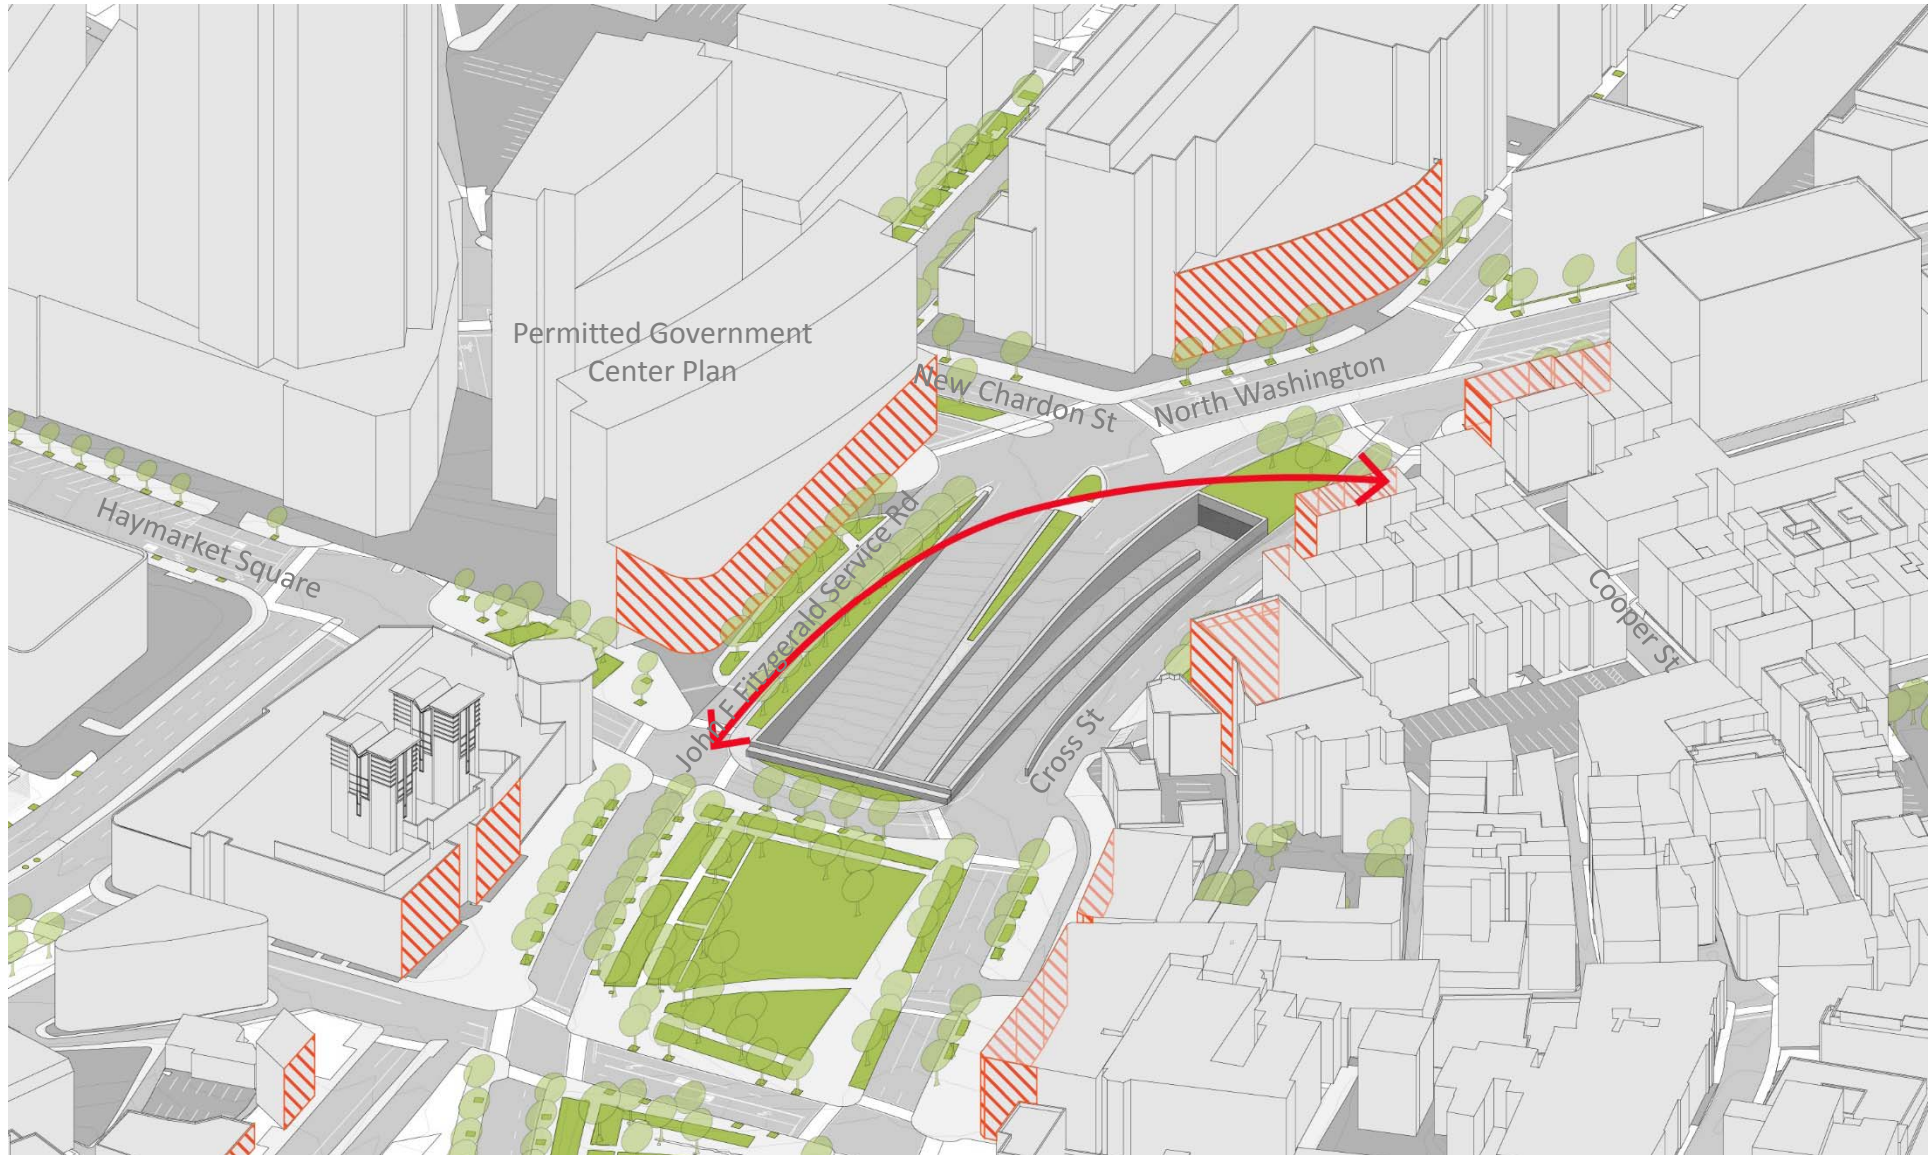 Permitted Government
Center Plan
New Chardon St
North Washington
Haymarket Square
John F Fitzgerald Service Rd
Cooper St
Cross St